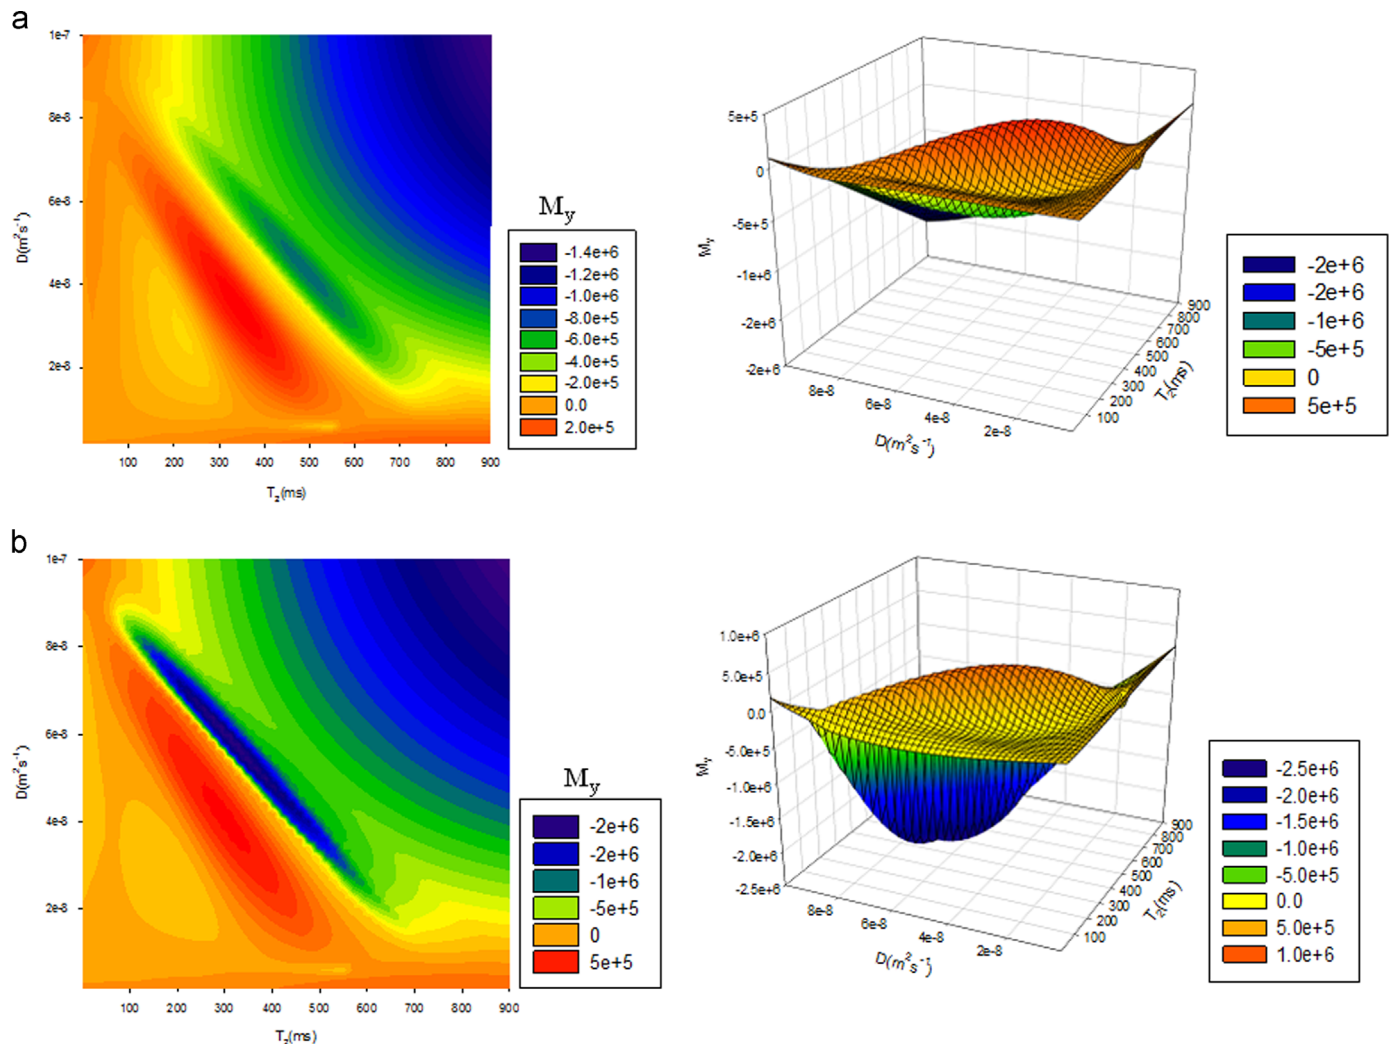 a
1e-7
8e-8
6e-8
4e-8
2e-8
D(m²s⁻¹)
100 200 300 400 500 600 700 800 900
T₂(ms)
My
-1.4e+6
-1.2e+6
-1.0e+6
-8.0e+5
-6.0e+5
-4.0e+5
-2.0e+5
0.0
2.0e+5
5e+5
0
-5e+5
-1e+6
-2e+6
-2e+6
My
8e-8 6e-8 4e-8 2e-8
D(m²s⁻¹)
100 200 300 400 500 600 700 800 900
T₂(ms)
-2e+6
-2e+6
-1e+6
-5e+5
0
5e+5
b
1e-7
8e-8
6e-8
4e-8
2e-8
D(m²s⁻¹)
100 200 300 400 500 600 700 800 900
T₂(ms)
My
-2e+6
-2e+6
-1e+6
-5e+5
0
5e+5
1.0e+6
5.0e+5
0.0
-5.0e+5
-1.0e+6
-1.5e+6
-2.0e+6
-2.5e+6
My
8e-8 6e-8 4e-8 2e-8
D(m²s⁻¹)
100 200 300 400 500 600 700 800 900
T₂(ms)
-2.5e+6
-2.0e+6
-1.5e+6
-1.0e+6
-5.0e+5
0.0
5.0e+5
1.0e+6